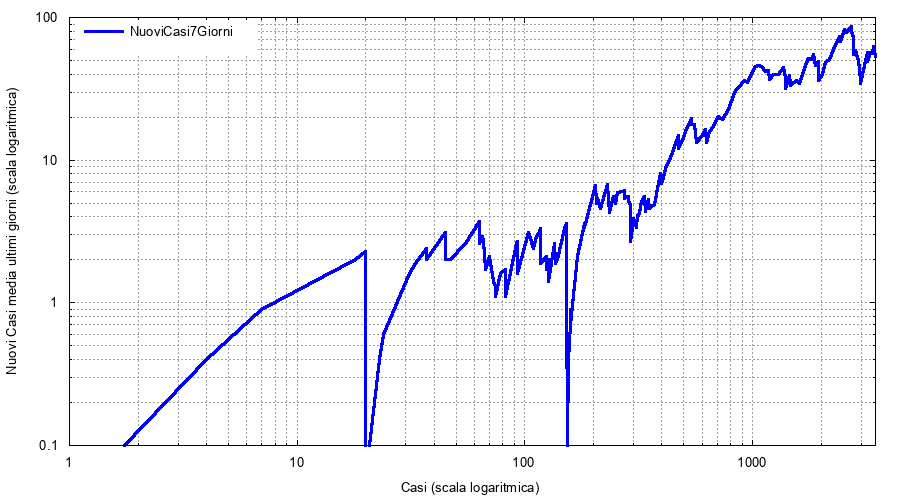 100
NuoviCasi7Giorni
10
1
0.1
Nuovi Casi media ultimi giorni (scala logaritmica)
1 10 100 1000
Casi (scala logaritmica)